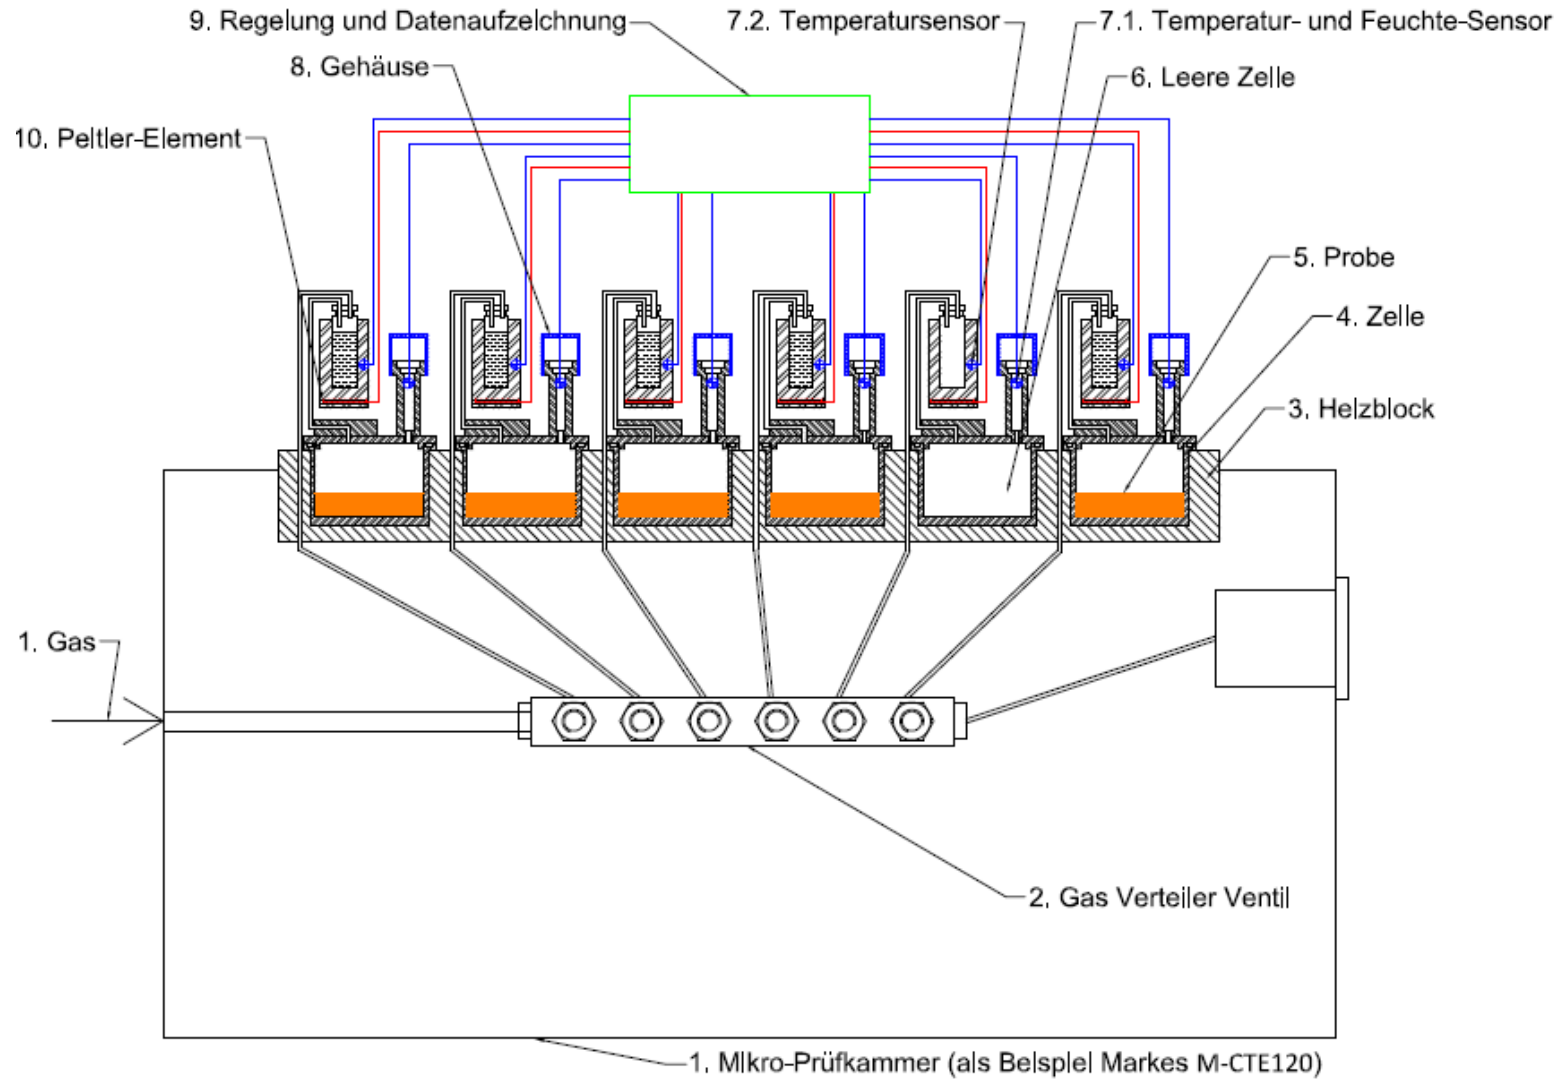 9. Regelung und Datenaufzeichnung
7.2. Temperatursensor
7.1. Temperatur- und Feuchte-Sensor
8. Gehäuse
6. Leere Zelle
10. Peltier-Element
5. Probe
4. Zelle
3. Heizblock
1. Gas
2. Gas Verteiler Ventil
1. Mikro-Prüfkammer (als Beispiel Markes M-CTE120)